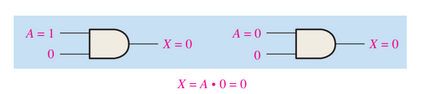 A = 1
0
X = 0
A = 0
0
X = 0
X = A • 0 = 0